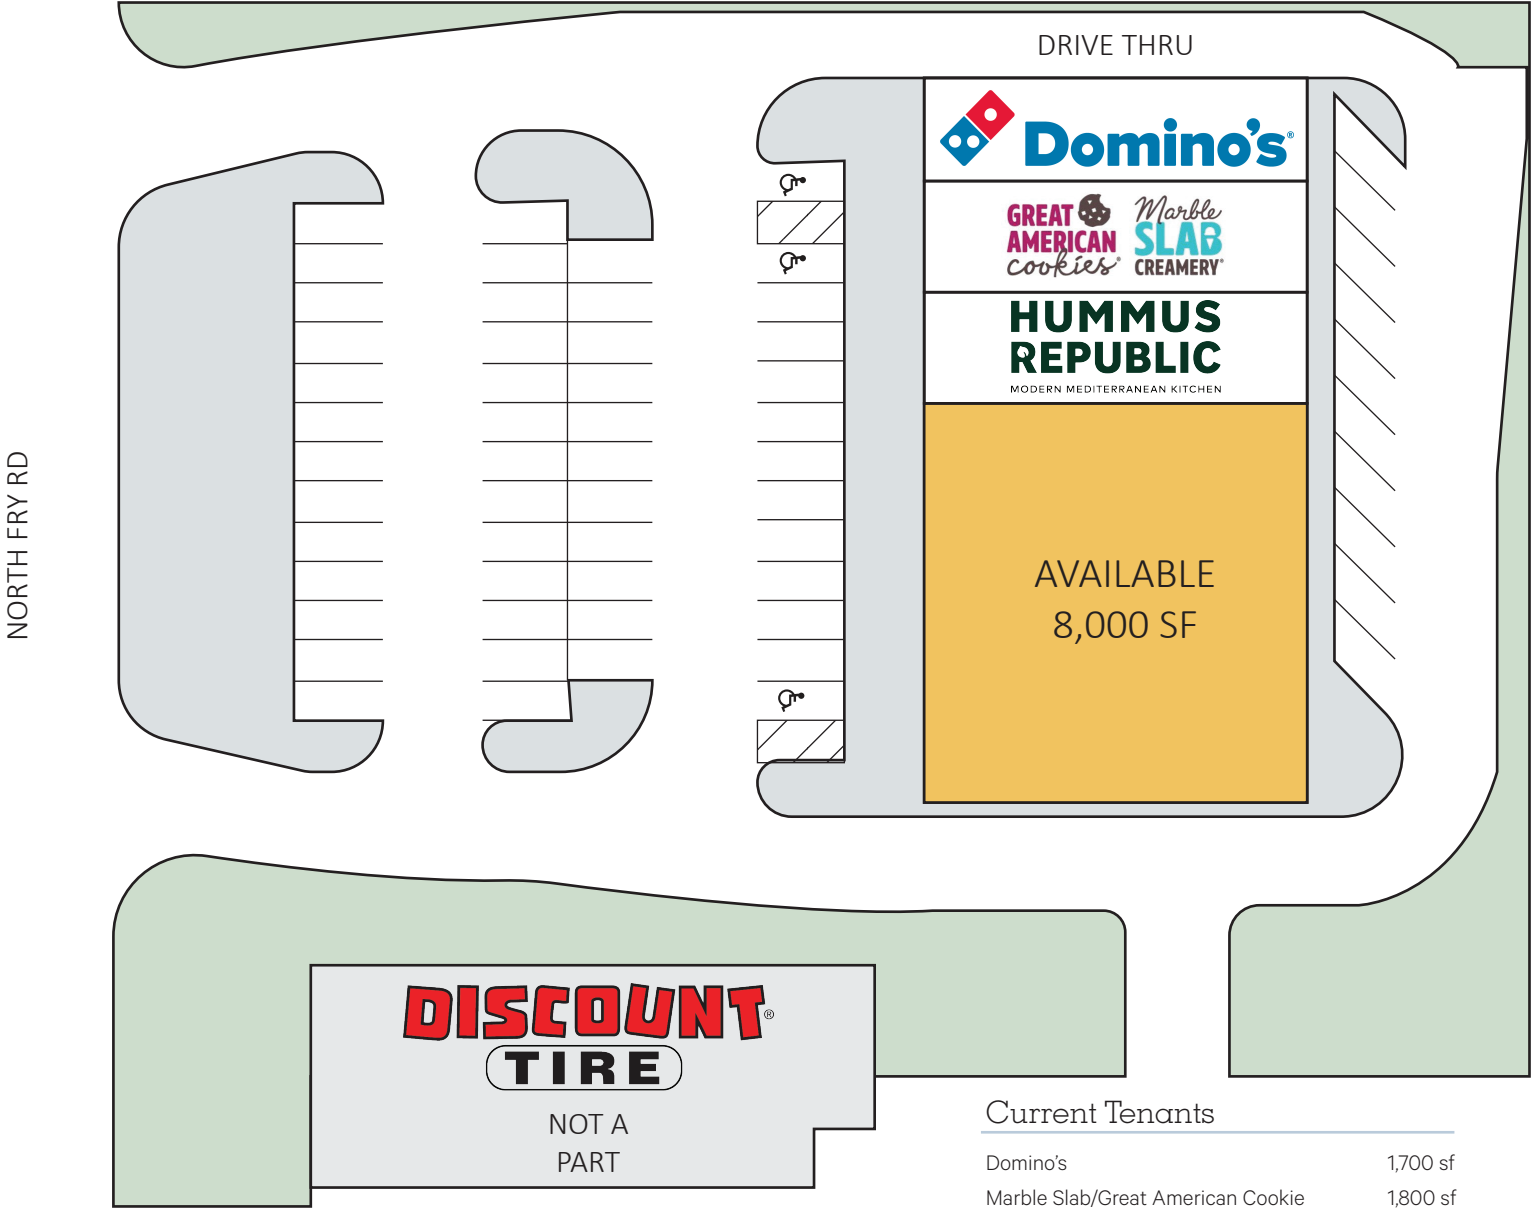 DRIVE THRU
Domino's®
GREAT
AMERICAN
cookies®
Marble
SLAB
CREAMERY®
HUMMUS
REPUBLIC
MODERN MEDITERRANEAN KITCHEN
NORTH FRY RD
AVAILABLE
8,000 SF
DISCOUNT®
TIRE
NOT A
PART
Current Tenants
Domino’s 1,700 sf
Marble Slab/Great American Cookie 1,800 sf